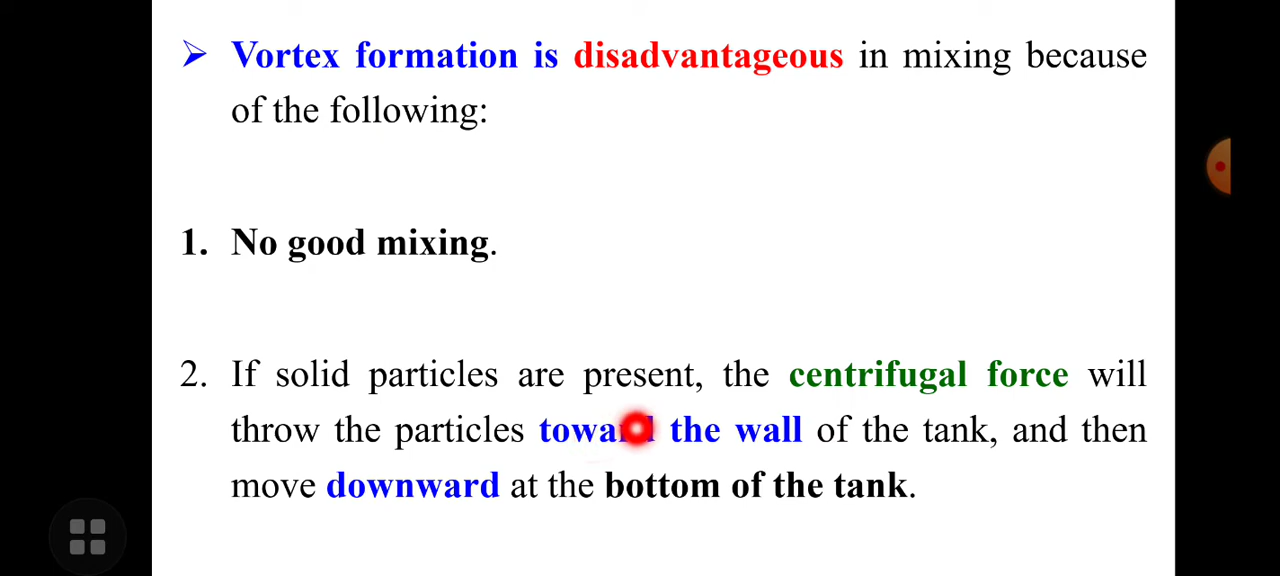 ➢ Vortex formation is disadvantageous in mixing because
of the following:
1. No good mixing.
2. If solid particles are present, the centrifugal force will
throw the particles toward the wall of the tank, and then
move downward at the bottom of the tank.